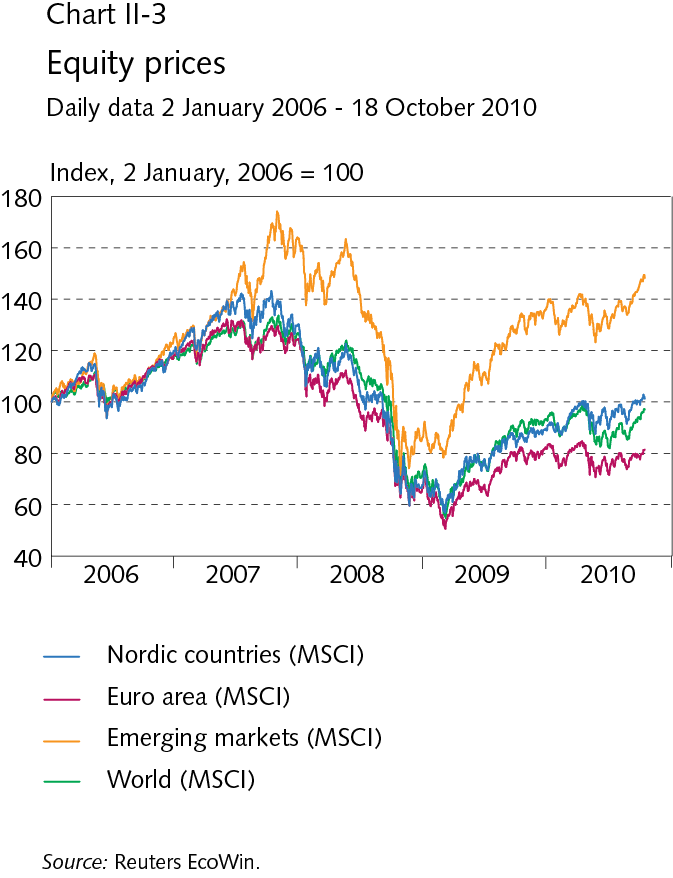 Chart II-3
Equity prices
Daily data 2 January 2006 - 18 October 2010
Index, 2 January, 2006 = 100
180
160
140
120
100
80
60
40
2006 2007 2008 2009 2010
Nordic countries (MSCI)
Euro area (MSCI)
Emerging markets (MSCI)
World (MSCI)
Source: Reuters EcoWin.